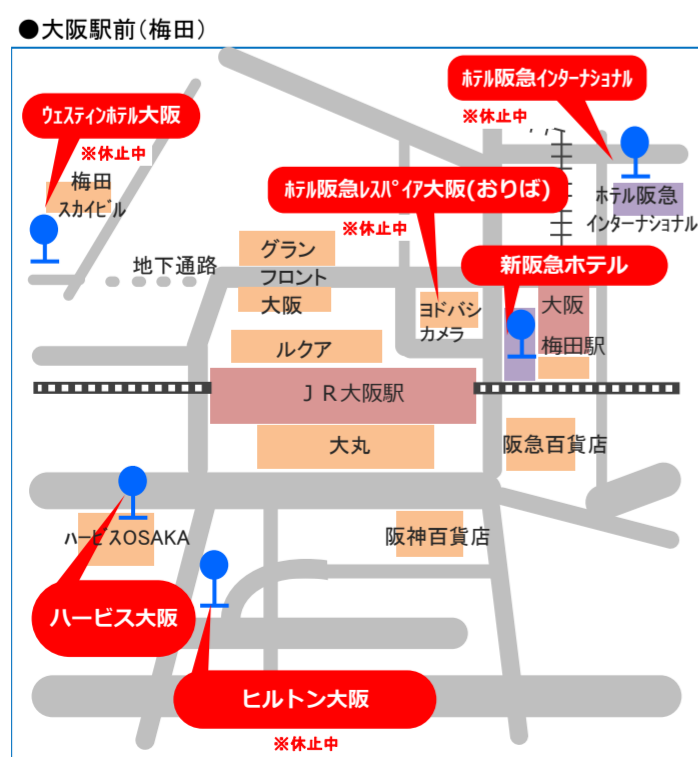 ●大阪駅前(梅田)
ﾎﾃﾙ阪急ｲﾝﾀｰﾅｼｮﾅﾙ
※休止中
ｳｪｽﾃｨﾝﾎﾃﾙ大阪
※休止中
梅田
スカイビル
ﾎﾃﾙ阪急ﾚｽﾊﾟｲｱ大阪(おりば)
※休止中
ホテル阪急
インターナショナル
地下通路
グラン
フロント
大阪
新阪急ホテル
ヨドバシ
カメラ
大阪
梅田駅
ルクア
ＪＲ大阪駅
大丸
阪急百貨店
ハービスOSAKA
阪神百貨店
ハービス大阪
ヒルトン大阪
※休止中